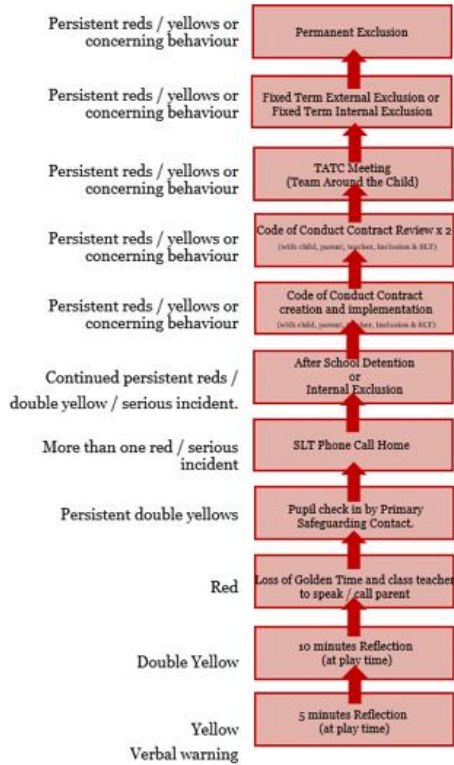 Persistent reds / yellows or
concerning behaviour
Permanent Exclusion
Persistent reds / yellows or
concerning behaviour
Fixed Term External Exclusion or
Fixed Term Internal Exclusion
Persistent reds / yellows or
concerning behaviour
TATC Meeting
(Team Around the Child)
Persistent reds / yellows or
concerning behaviour
Code of Conduct Contract Review x 2
(with child, parent, teacher, Inclusion & SLT)
Persistent reds / yellows or
concerning behaviour
Code of Conduct Contract
creation and implementation
(with child, parent, teacher, Inclusion & SLT)
Continued persistent reds /
double yellow / serious incident.
After School Detention
or
Internal Exclusion
More than one red / serious
incident
SLT Phone Call Home
Persistent double yellows
Pupil check in by Primary
Safeguarding Contact.
Red
Loss of Golden Time and class teacher
to speak / call parent
Double Yellow
10 minutes Reflection
(at play time)
Yellow
5 minutes Reflection
(at play time)
Verbal warning